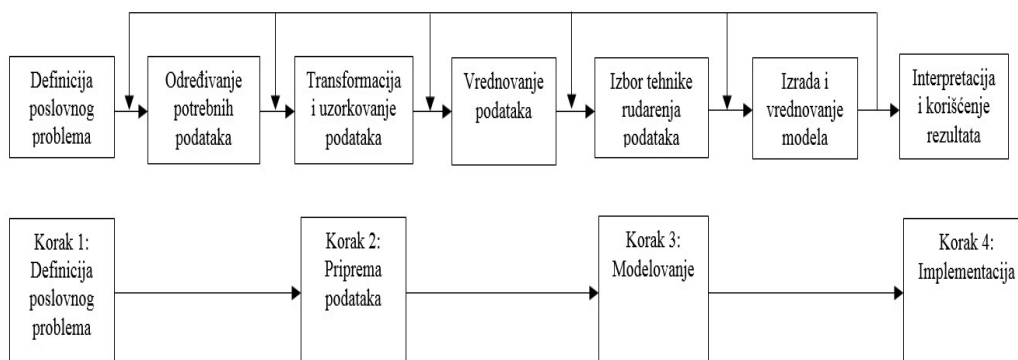 Definicija
poslovnog
problema
Određivanje
potrebnih
podataka
Transformacija
i uzorkovanje
podataka
Vrednovanje
podataka
Izbor tehnike
rudarenja
podataka
Izrada i
vrednovanje
modela
Interpretacija
i korišćenje
rezultata
Korak 1:
Definicija
poslovnog
problema
Korak 2:
Priprema
podataka
Korak 3:
Modelovanje
Korak 4:
Implementacija